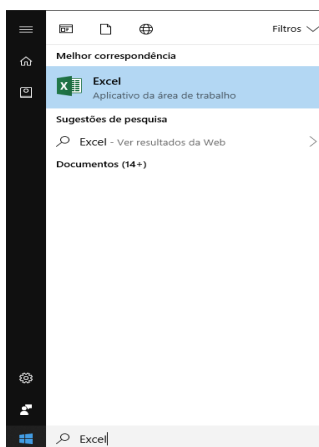 Filtros
Melhor correspondência
Excel
Aplicativo da área de trabalho
Sugestões de pesquisa
Excel - Ver resultados da Web
Documentos (14+)
Excel